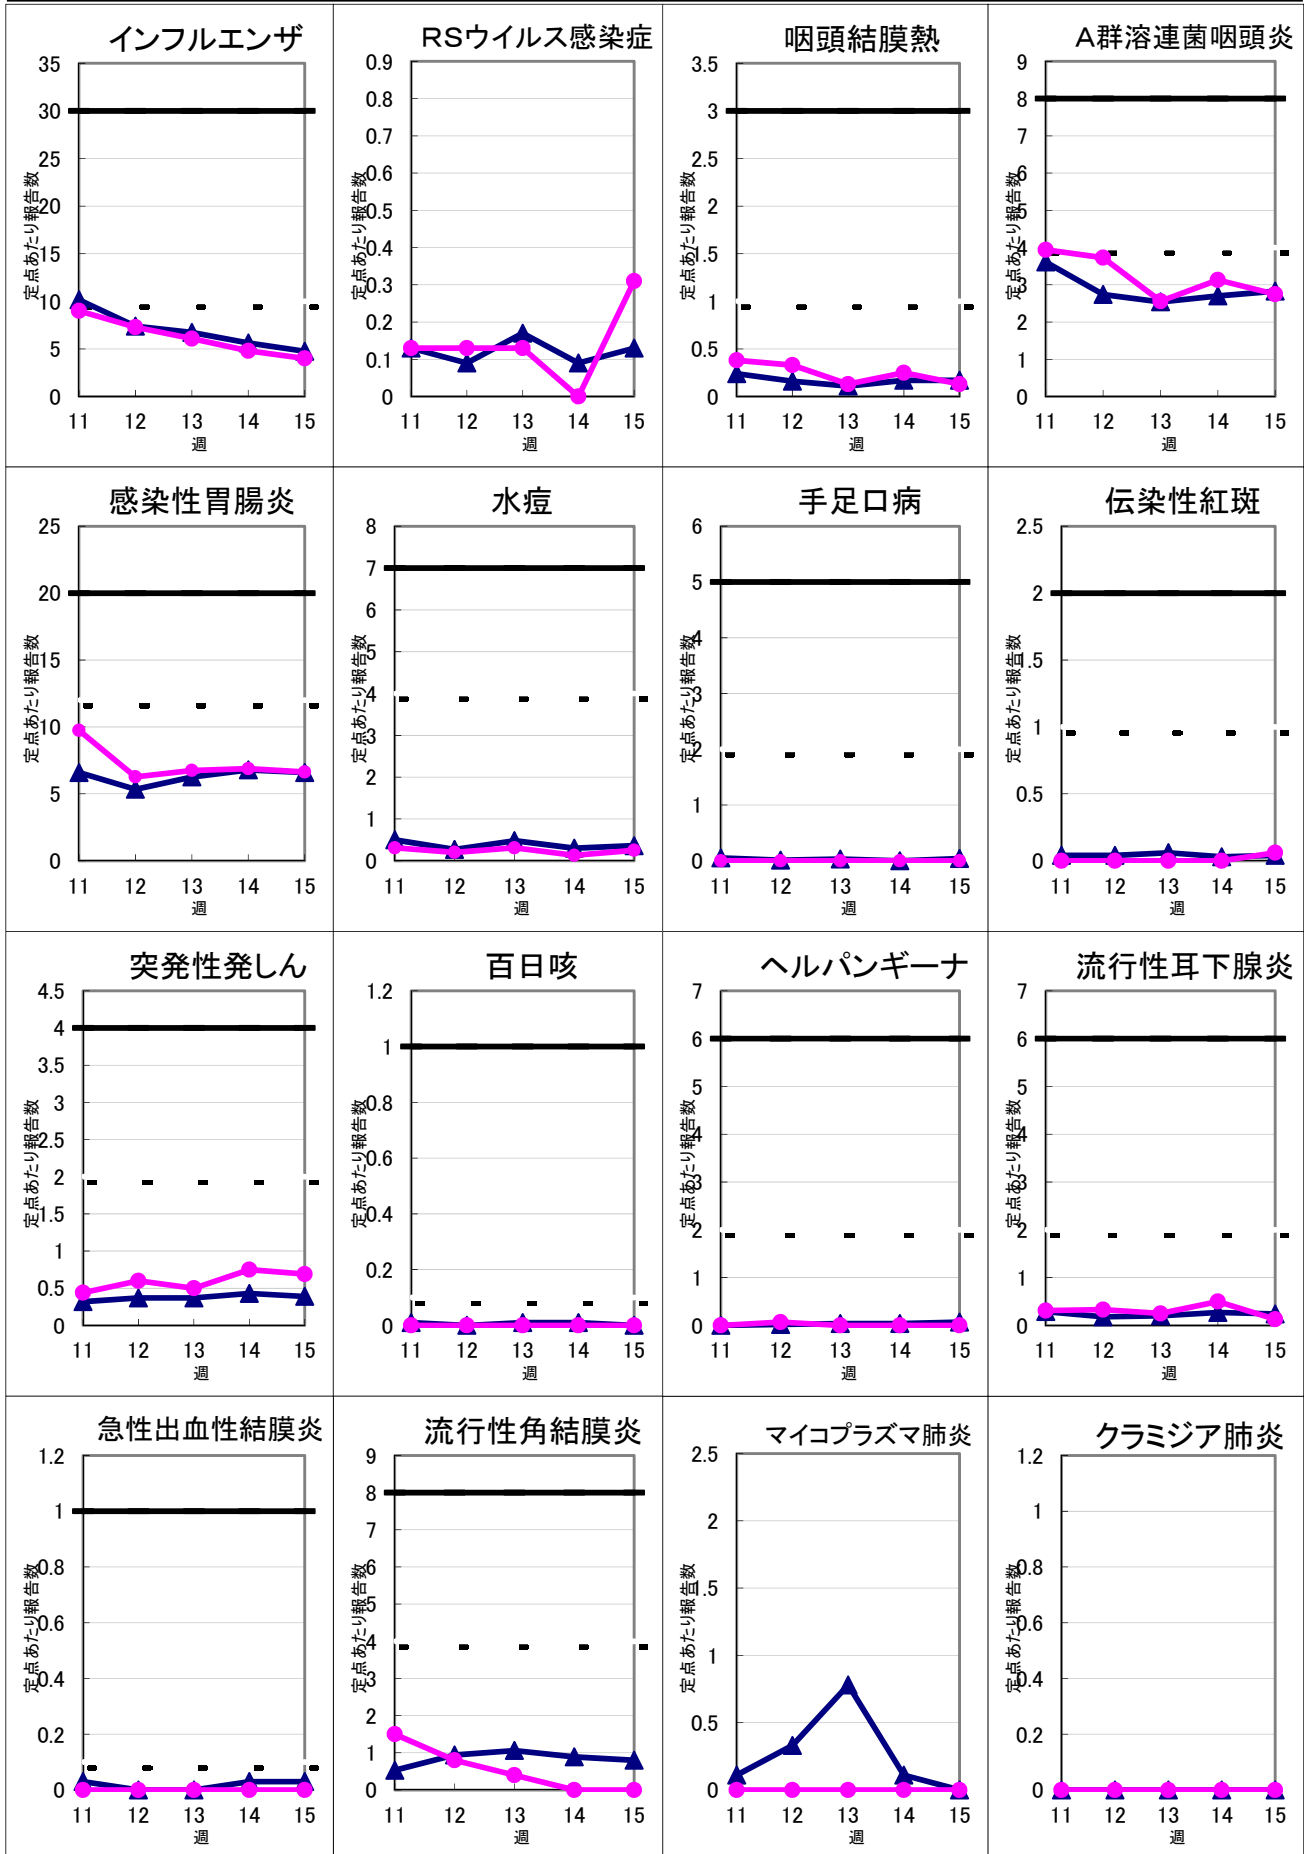 インフルエンザ
35
30
25
20
15
10
5
0
定点あたり報告数
11 12 13 14 15
週
RSウイルス感染症
0.9
0.8
0.7
0.6
0.5
0.4
0.3
0.2
0.1
0
定点あたり報告数
11 12 13 14 15
週
咽頭結膜熱
3.5
3
2.5
2
1.5
1
0.5
0
定点あたり報告数
11 12 13 14 15
週
A群溶連菌咽頭炎
9
8
7
6
5
4
3
2
1
0
定点あたり報告数
11 12 13 14 15
週
感染性胃腸炎
25
20
15
10
5
0
定点あたり報告数
11 12 13 14 15
週
水痘
8
7
6
5
4
3
2
1
0
定点あたり報告数
11 12 13 14 15
週
手足口病
6
5
4
3
2
1
0
定点あたり報告数
11 12 13 14 15
週
伝染性紅斑
2.5
2
1.5
1
0.5
0
定点あたり報告数
11 12 13 14 15
週
突発性発しん
4.5
4
3.5
3
2.5
2
1.5
1
0.5
0
定点あたり報告数
11 12 13 14 15
週
百日咳
1.2
1
0.8
0.6
0.4
0.2
0
定点あたり報告数
11 12 13 14 15
週
ヘルパンギーナ
7
6
5
4
3
2
1
0
定点あたり報告数
11 12 13 14 15
週
流行性耳下腺炎
7
6
5
4
3
2
1
0
定点あたり報告数
11 12 13 14 15
週
急性出血性結膜炎
1.2
1
0.8
0.6
0.4
0.2
0
定点あたり報告数
11 12 13 14 15
週
流行性角結膜炎
9
8
7
6
5
4
3
2
1
0
定点あたり報告数
11 12 13 14 15
週
マイコプラズマ肺炎
2.5
2
1.5
1
0.5
0
定点あたり報告数
11 12 13 14 15
週
クラミジア肺炎
1.2
1
0.8
0.6
0.4
0.2
0
定点あたり報告数
11 12 13 14 15
週